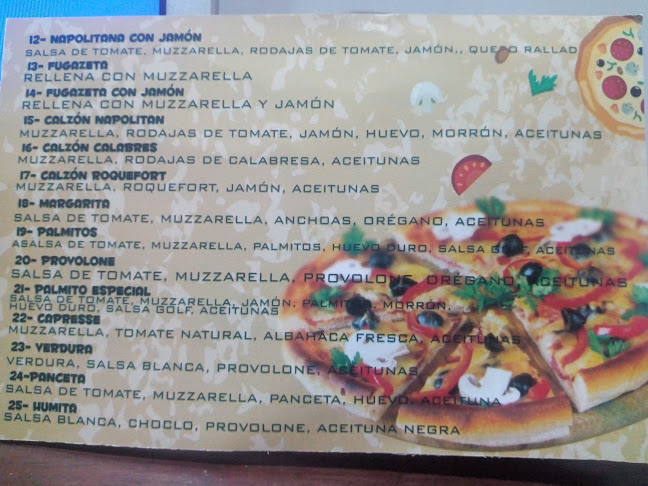 12- NAPOLITANA CON JAMÓN
SALSA DE TOMATE, MUZZARELLA, RODAJAS DE TOMATE, JAMÓN,, QUESO RALLAD
13- FUGAZETA
RELLENA CON MUZZARELLA
14- FUGAZETA CON JAMÓN
RELLENA CON MUZZARELLA Y JAMÓN
15- CALZÓN NAPOLITAN
MUZZARELLA, RODAJAS DE TOMATE, JAMÓN, HUEVO, MORRÓN, ACEITUNAS
16- CALZÓN CALABRES
MUZZARELLA, RODAJAS DE CALABRESA, ACEITUNAS
17- CALZÓN ROQUEFORT
MUZZARELLA, ROQUEFORT, JAMÓN, ACEITUNAS
18- MARGARITA
SALSA DE TOMATE, MUZZARELLA, ANCHOAS, ORÉGANO, ACEITUNAS
19- PALMITOS
ASALSA DE TOMATE, MUZZARELLA, PALMITOS, HUEVO DURO, SALSA GOLF, ACEITUNAS
20- PROVOLONE
SALSA DE TOMATE, MUZZARELLA, PROVOLONE, ORÉGANO, ACEITUNAS
21- PALMITO ESPECIAL
SALSA DE TOMATE, MUZZARELLA, JAMÓN, PALMITOS, MORRÓN,
HUEVO DURO, SALSA GOLF, ACEITUNAS
22- CAPRESSE
MUZZARELLA, TOMATE NATURAL, ALBAHACA FRESCA, ACEITUNAS
23- VERDURA
VERDURA, SALSA BLANCA, PROVOLONE, ACEITUNAS
24-PANCETA
SALSA DE TOMATE, MUZZARELLA, PANCETA, HUEVO, ACEITUNA
25- HUMITA
SALSA BLANCA, CHOCLO, PROVOLONE, ACEITUNA NEGRA